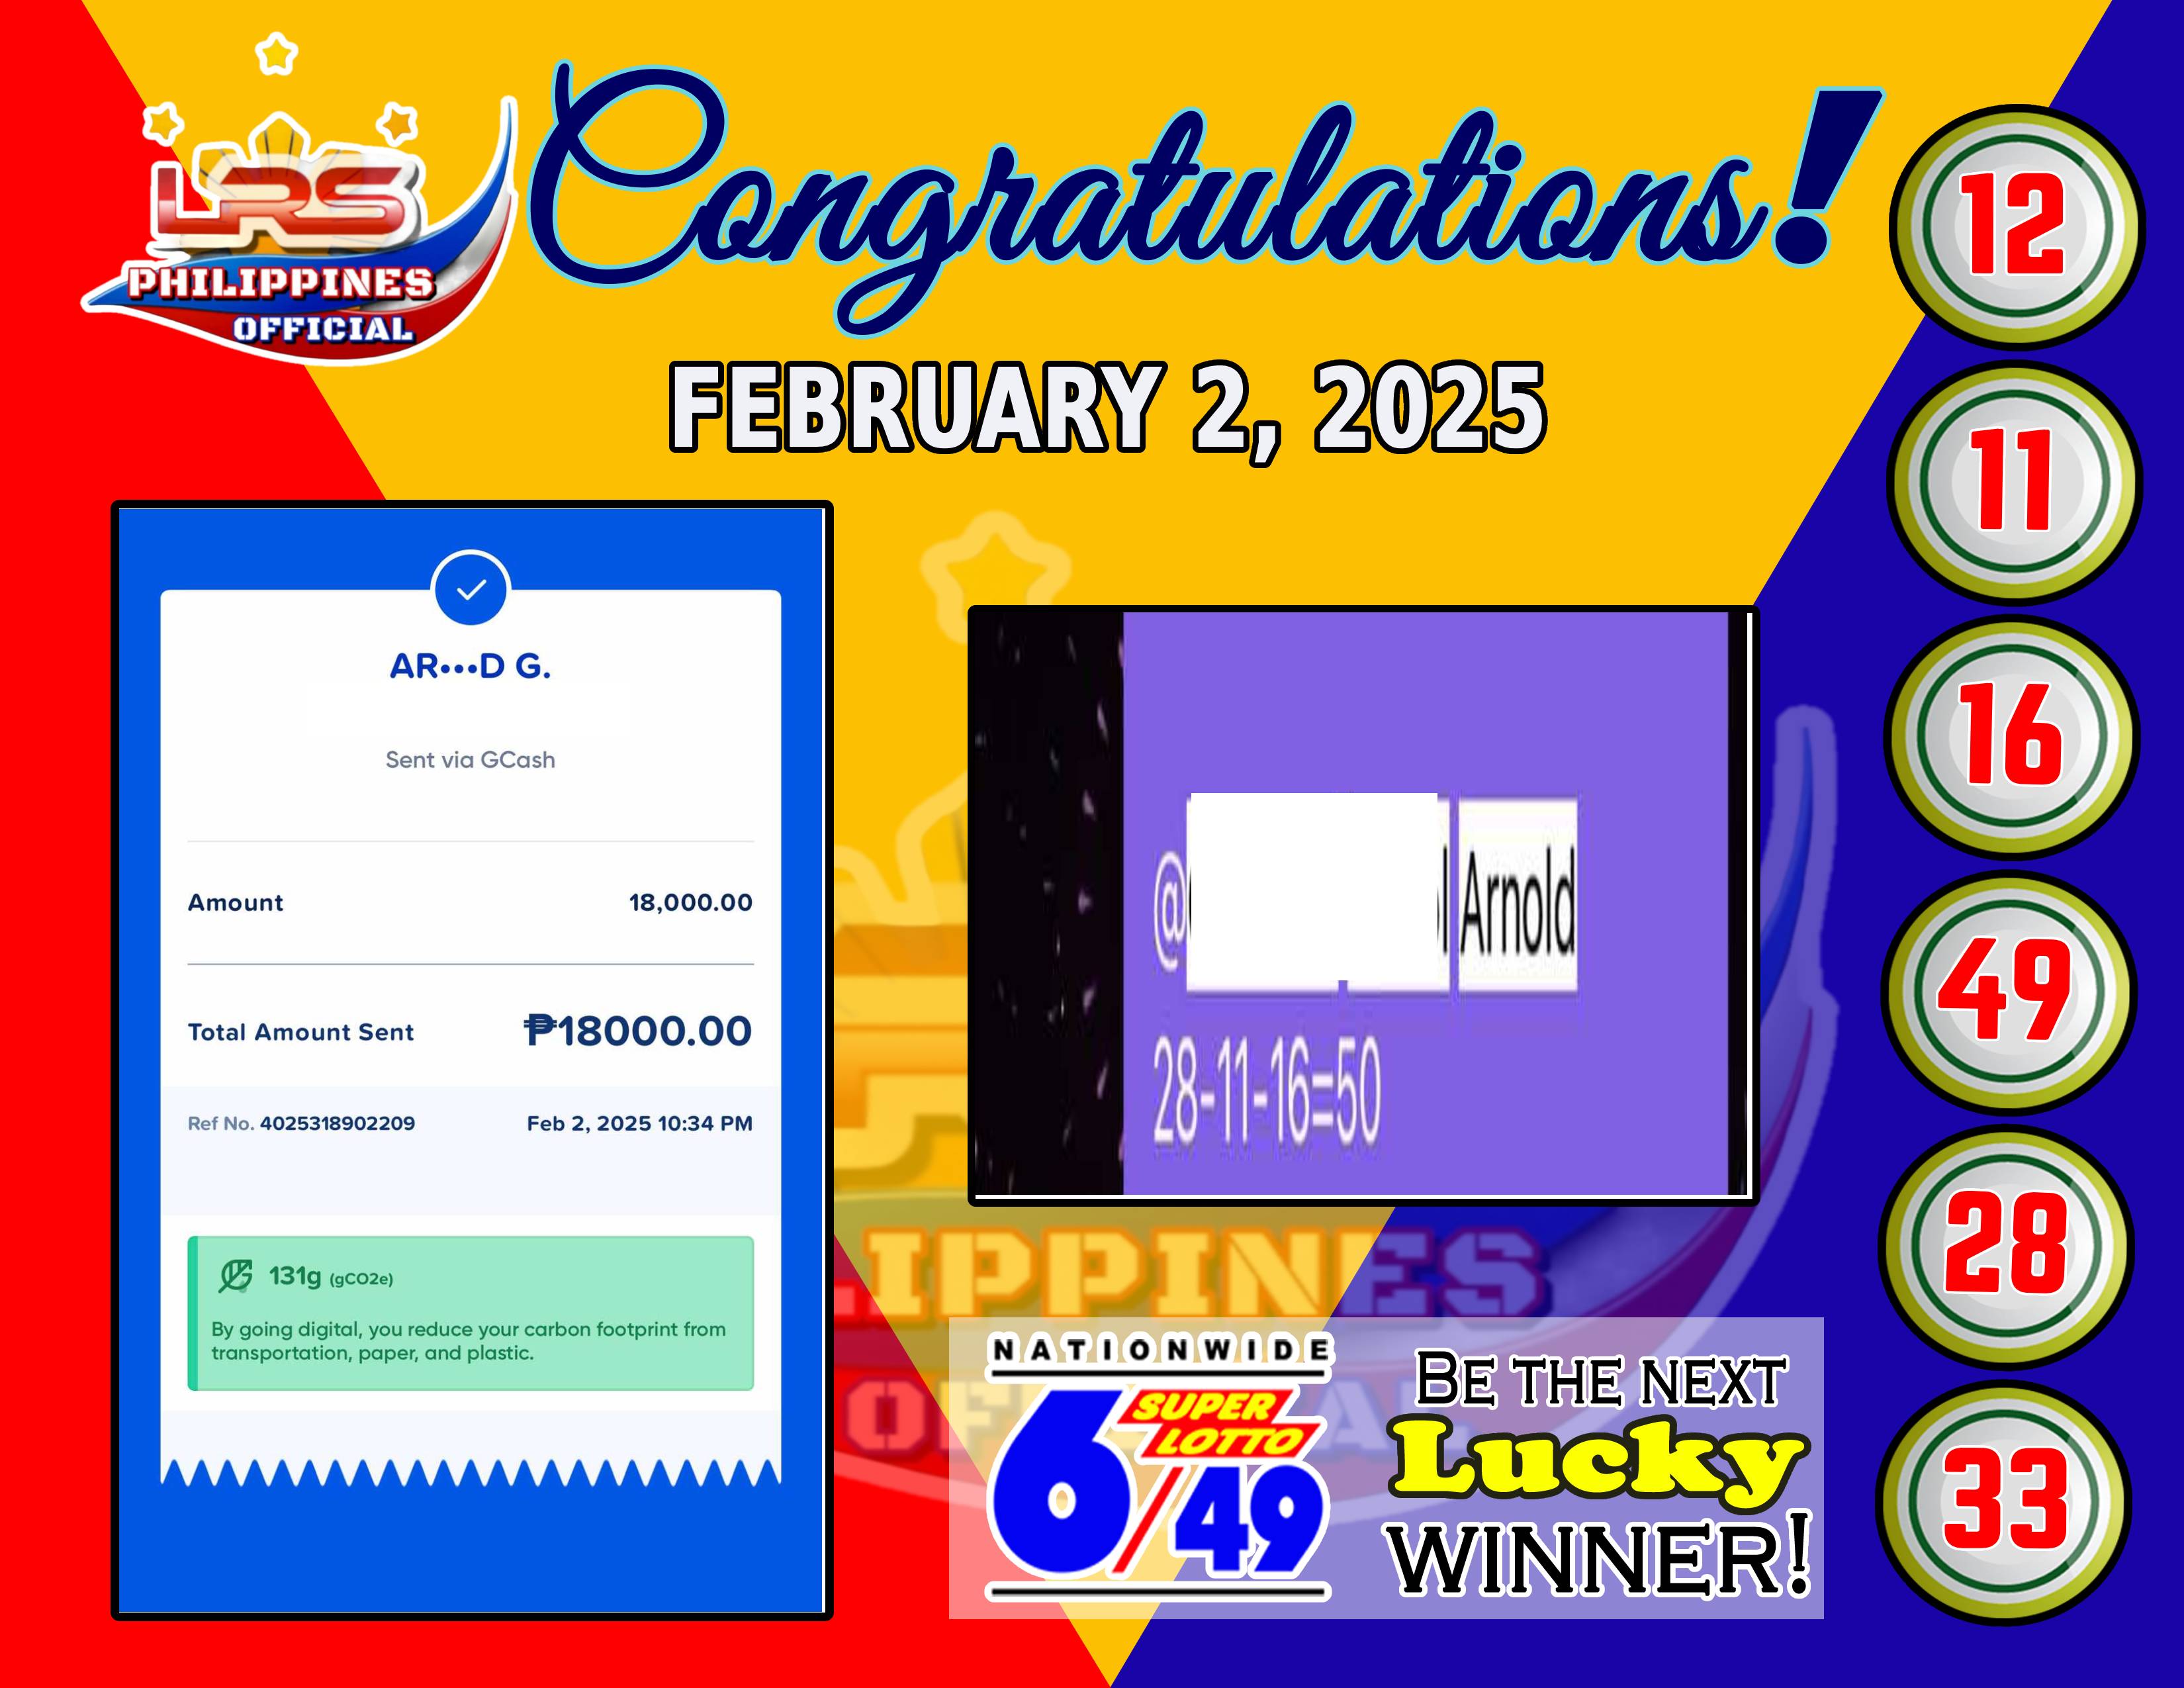 LRS
PHILIPPINES
OFFICIAL
Congratulations!
FEBRUARY 2, 2025
AR•••D G.
Sent via GCash
Amount 18,000.00
Total Amount Sent ₱18000.00
Ref No. 4025318902209 Feb 2, 2025 10:34 PM
131g (gCO2e)
By going digital, you reduce your carbon footprint from
transportation, paper, and plastic.
@ Arnold
28-11-16=50
LIPPINES
NATIONWIDE
6/49
SUPER
LOTTO
BE THE NEXT
Lucky
WINNER!
12
11
16
49
28
33